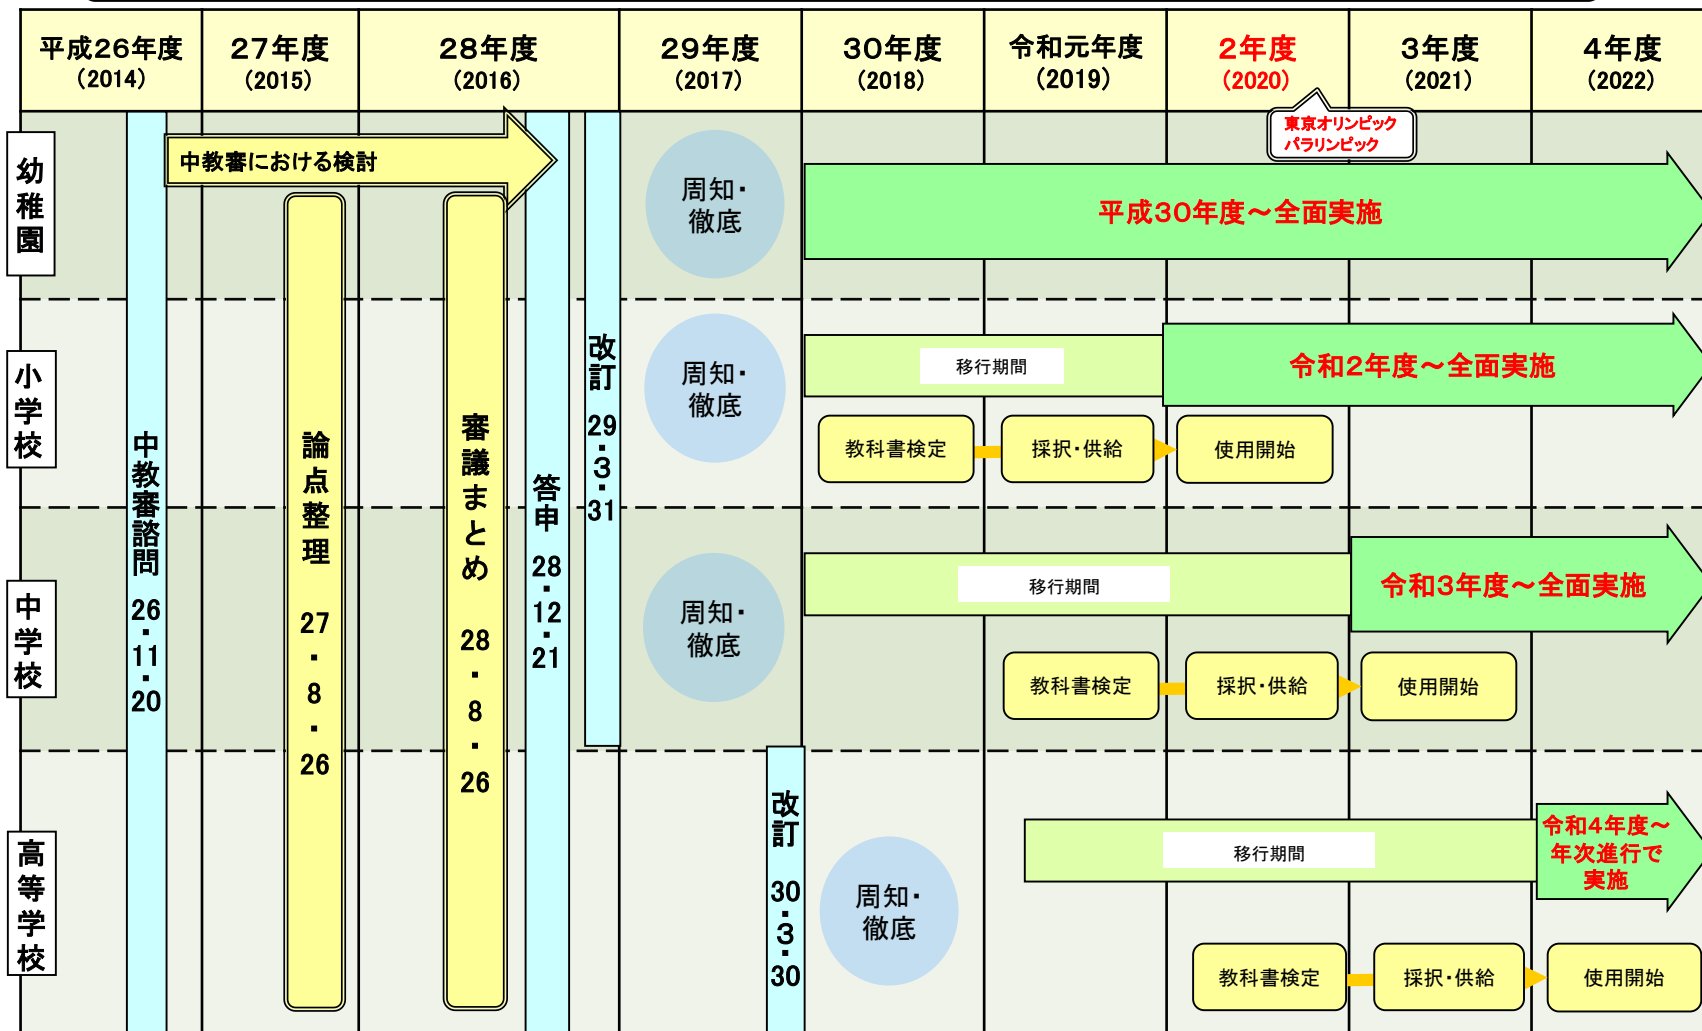 平成26年度
(2014)
27年度
(2015)
28年度
(2016)
29年度
(2017)
30年度
(2018)
令和元年度
(2019)
2年度
(2020)
3年度
(2021)
4年度
(2022)
東京オリンピック
パラリンピック
幼稚園
中教審における検討
周知・
徹底
平成30年度～全面実施
小学校
周知・
徹底
移行期間
令和2年度～全面実施
教科書検定
採択・供給
使用開始
中教審諮問 26・11・20
論点整理 27・8・26
審議まとめ 28・8・26
答申 28・12・21
改訂 29・3・31
中学校
周知・
徹底
移行期間
令和3年度～全面実施
教科書検定
採択・供給
使用開始
高等学校
改訂 30・3・30
周知・
徹底
移行期間
令和4年度～
年次進行で
実施
教科書検定
採択・供給
使用開始